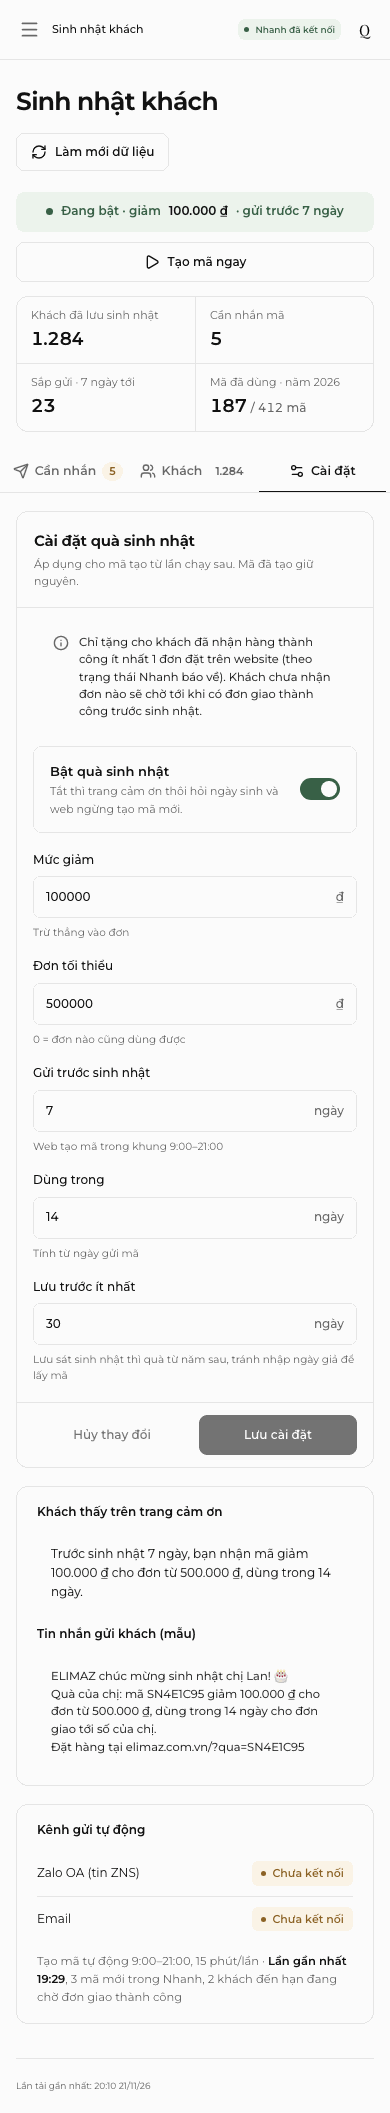 Sinh nhật khách
Nhanh đã kết nối
Q
Sinh nhật khách
Làm mới dữ liệu
Đang bật · giảm 100.000 ₫ · gửi trước 7 ngày
Tạo mã ngay
Khách đã lưu sinh nhật
1.284
Cần nhắn mã
5
Sắp gửi · 7 ngày tới
23
Mã đã dùng · năm 2026
187 / 412 mã
Cần nhắn 5
Khách 1.284
Cài đặt
Cài đặt quà sinh nhật
Áp dụng cho mã tạo từ lần chạy sau. Mã đã tạo giữ
nguyên.
Chỉ tặng cho khách đã nhận hàng thành
công ít nhất 1 đơn đặt trên website (theo
trạng thái Nhanh báo về). Khách chưa nhận
đơn nào sẽ chờ tới khi có đơn giao thành
công trước sinh nhật.
Bật quà sinh nhật
Tắt thì trang cảm ơn thôi hỏi ngày sinh và
web ngừng tạo mã mới.
Mức giảm
100000 ₫
Trừ thẳng vào đơn
Đơn tối thiểu
500000 ₫
0 = đơn nào cũng dùng được
Gửi trước sinh nhật
7 ngày
Web tạo mã trong khung 9:00–21:00
Dùng trong
14 ngày
Tính từ ngày gửi mã
Lưu trước ít nhất
30 ngày
Lưu sát sinh nhật thì quà từ năm sau, tránh nhập ngày giả để
lấy mã
Hủy thay đổi
Lưu cài đặt
Khách thấy trên trang cảm ơn
Trước sinh nhật 7 ngày, bạn nhận mã giảm
100.000 ₫ cho đơn từ 500.000 ₫, dùng trong 14
ngày.
Tin nhắn gửi khách (mẫu)
ELIMAZ chúc mừng sinh nhật chị Lan! 🎂
Quà của chị: mã SN4E1C95 giảm 100.000 ₫ cho
đơn từ 500.000 ₫, dùng trong 14 ngày cho đơn
giao tới số của chị.
Đặt hàng tại elimaz.com.vn/?qua=SN4E1C95
Kênh gửi tự động
Zalo OA (tin ZNS)
Chưa kết nối
Email
Chưa kết nối
Tạo mã tự động 9:00–21:00, 15 phút/lần · Lần gần nhất
19:29, 3 mã mới trong Nhanh, 2 khách đến hạn đang
chờ đơn giao thành công
Lần tải gần nhất: 20:10 21/11/26